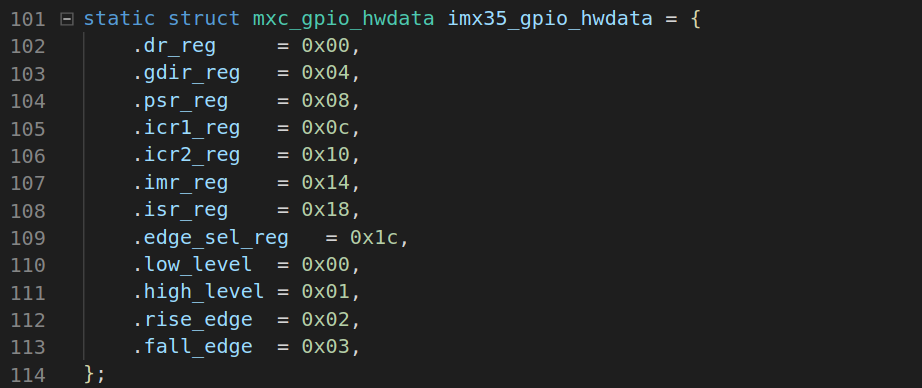 101 static struct mxc_gpio_hwdata imx35_gpio_hwdata = {
102     .dr_reg     = 0x00,
103     .gdir_reg   = 0x04,
104     .psr_reg    = 0x08,
105     .icr1_reg   = 0x0c,
106     .icr2_reg   = 0x10,
107     .imr_reg    = 0x14,
108     .isr_reg    = 0x18,
109     .edge_sel_reg   = 0x1c,
110     .low_level  = 0x00,
111     .high_level = 0x01,
112     .rise_edge  = 0x02,
113     .fall_edge  = 0x03,
114 };